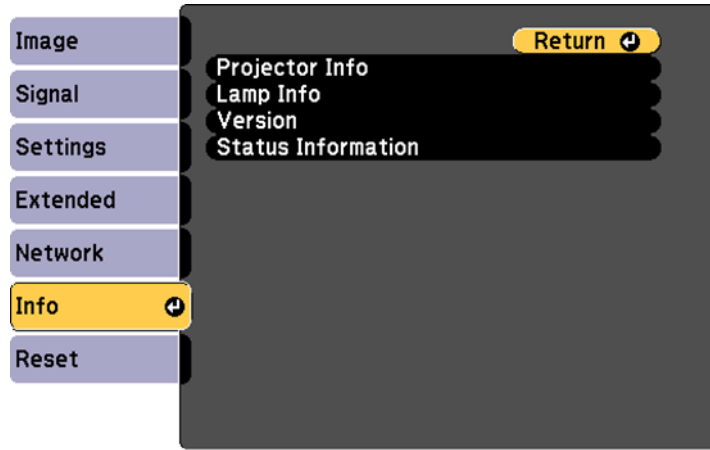 Image
Signal
Settings
Extended
Network
Info
Reset
Return
Projector Info
Lamp Info
Version
Status Information